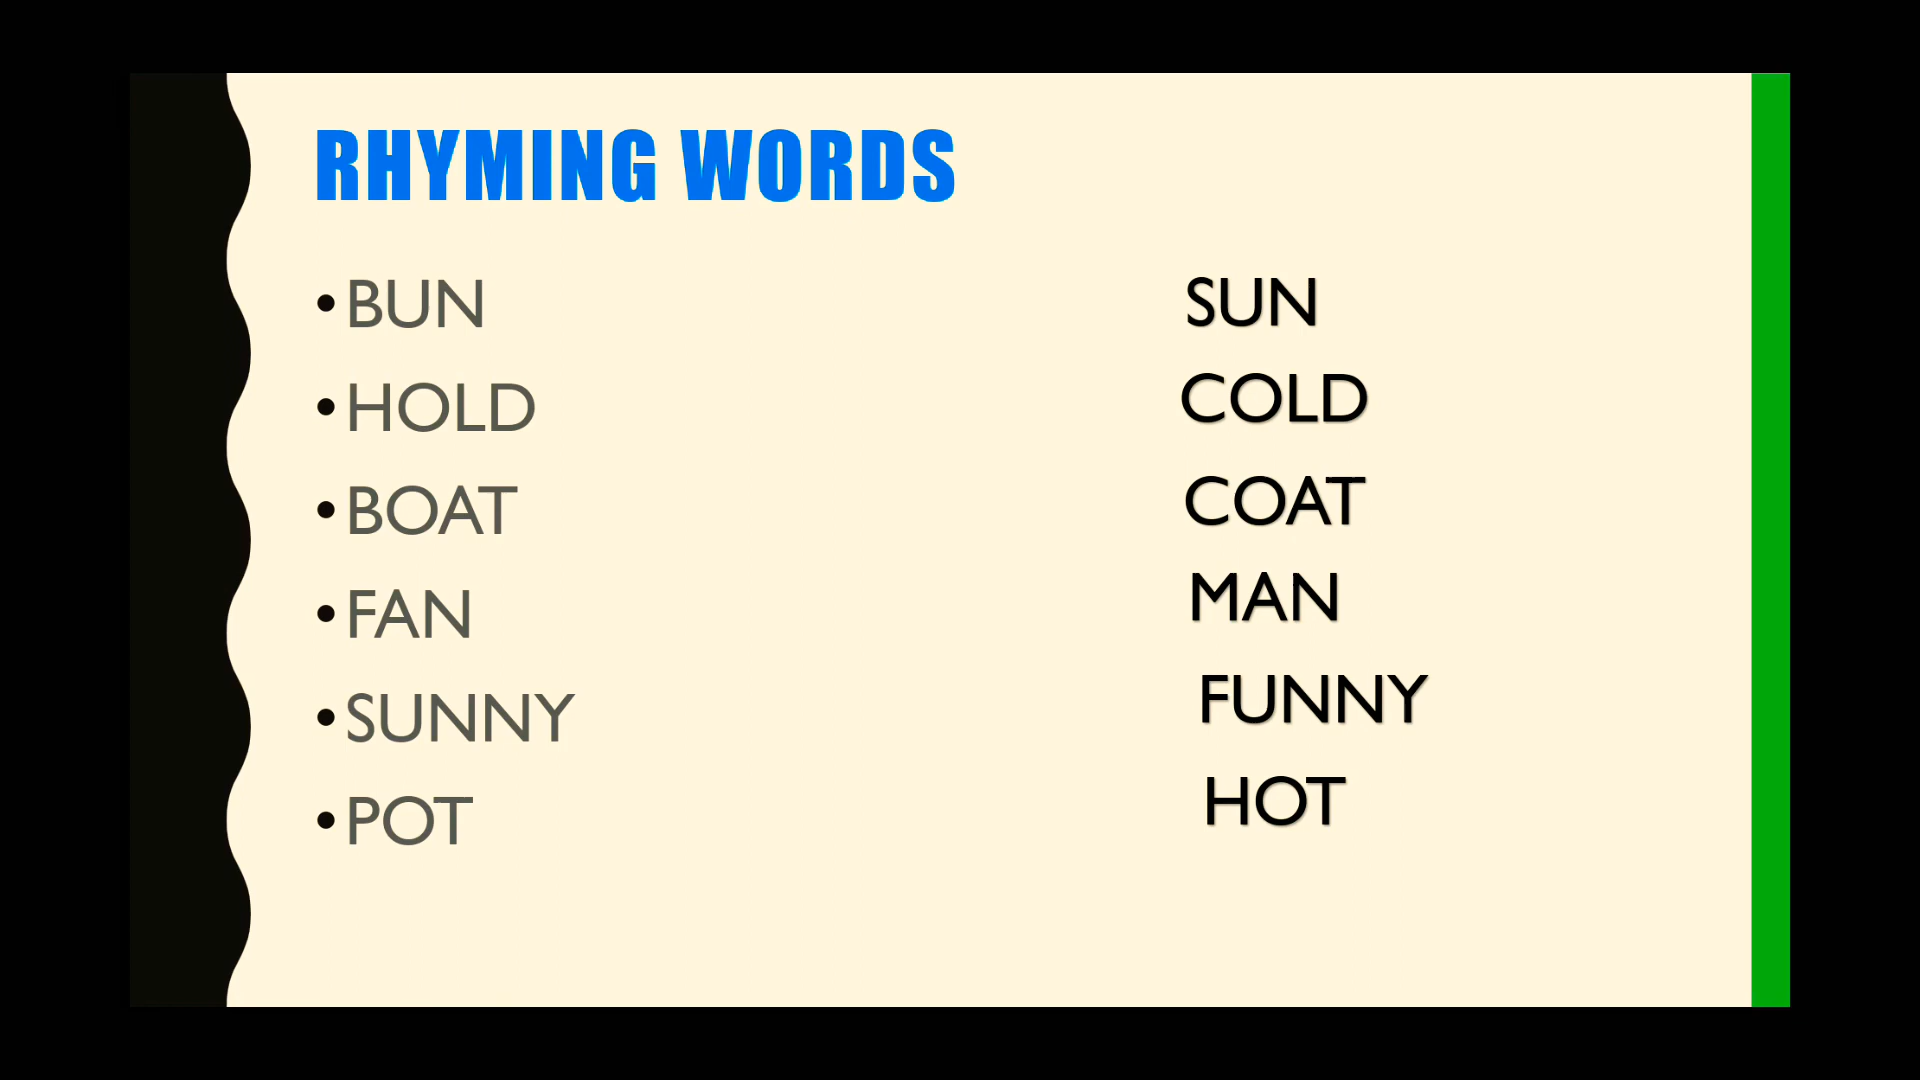 RHYMING WORDS
• BUN SUN
• HOLD COLD
• BOAT COAT
• FAN MAN
• SUNNY FUNNY
• POT HOT